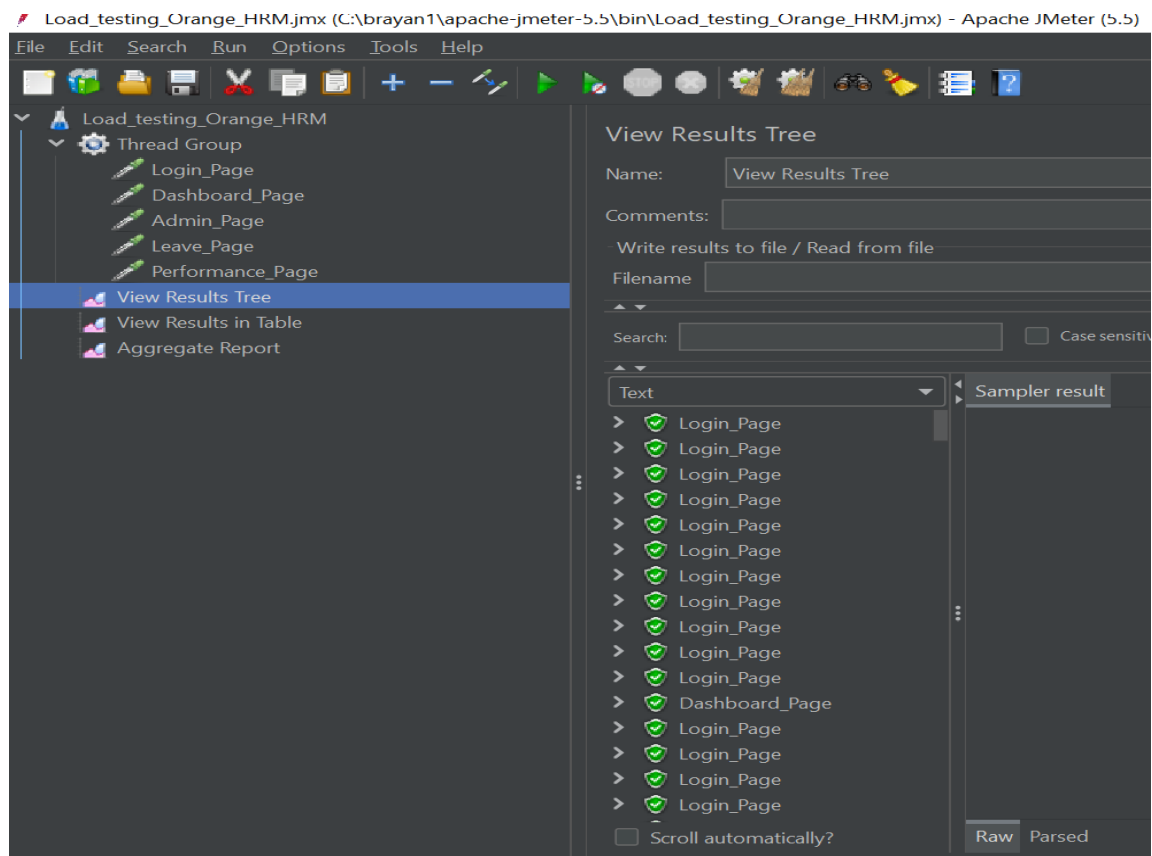 Load_testing_Orange_HRM.jmx (C:\brayan1\apache-jmeter-5.5\bin\Load_testing_Orange_HRM.jmx) - Apache JMeter (5.5)
File Edit Search Run Options Tools Help
STOP
Load_testing_Orange_HRM
Thread Group
Login_Page
Dashboard_Page
Admin_Page
Leave_Page
Performance_Page
View Results Tree
View Results in Table
Aggregate Report
View Results Tree
Name: View Results Tree
Comments:
Write results to file / Read from file
Filename
Search: Case sensitiv
Text
Sampler result
Login_Page
Login_Page
Login_Page
Login_Page
Login_Page
Login_Page
Login_Page
Login_Page
Login_Page
Login_Page
Login_Page
Dashboard_Page
Login_Page
Login_Page
Login_Page
Login_Page
Scroll automatically?
Raw Parsed